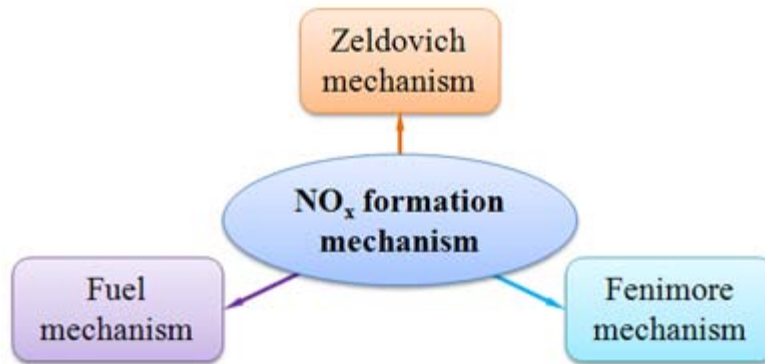 Zeldovich
mechanism
NOₓ formation
mechanism
Fuel
mechanism
Fenimore
mechanism